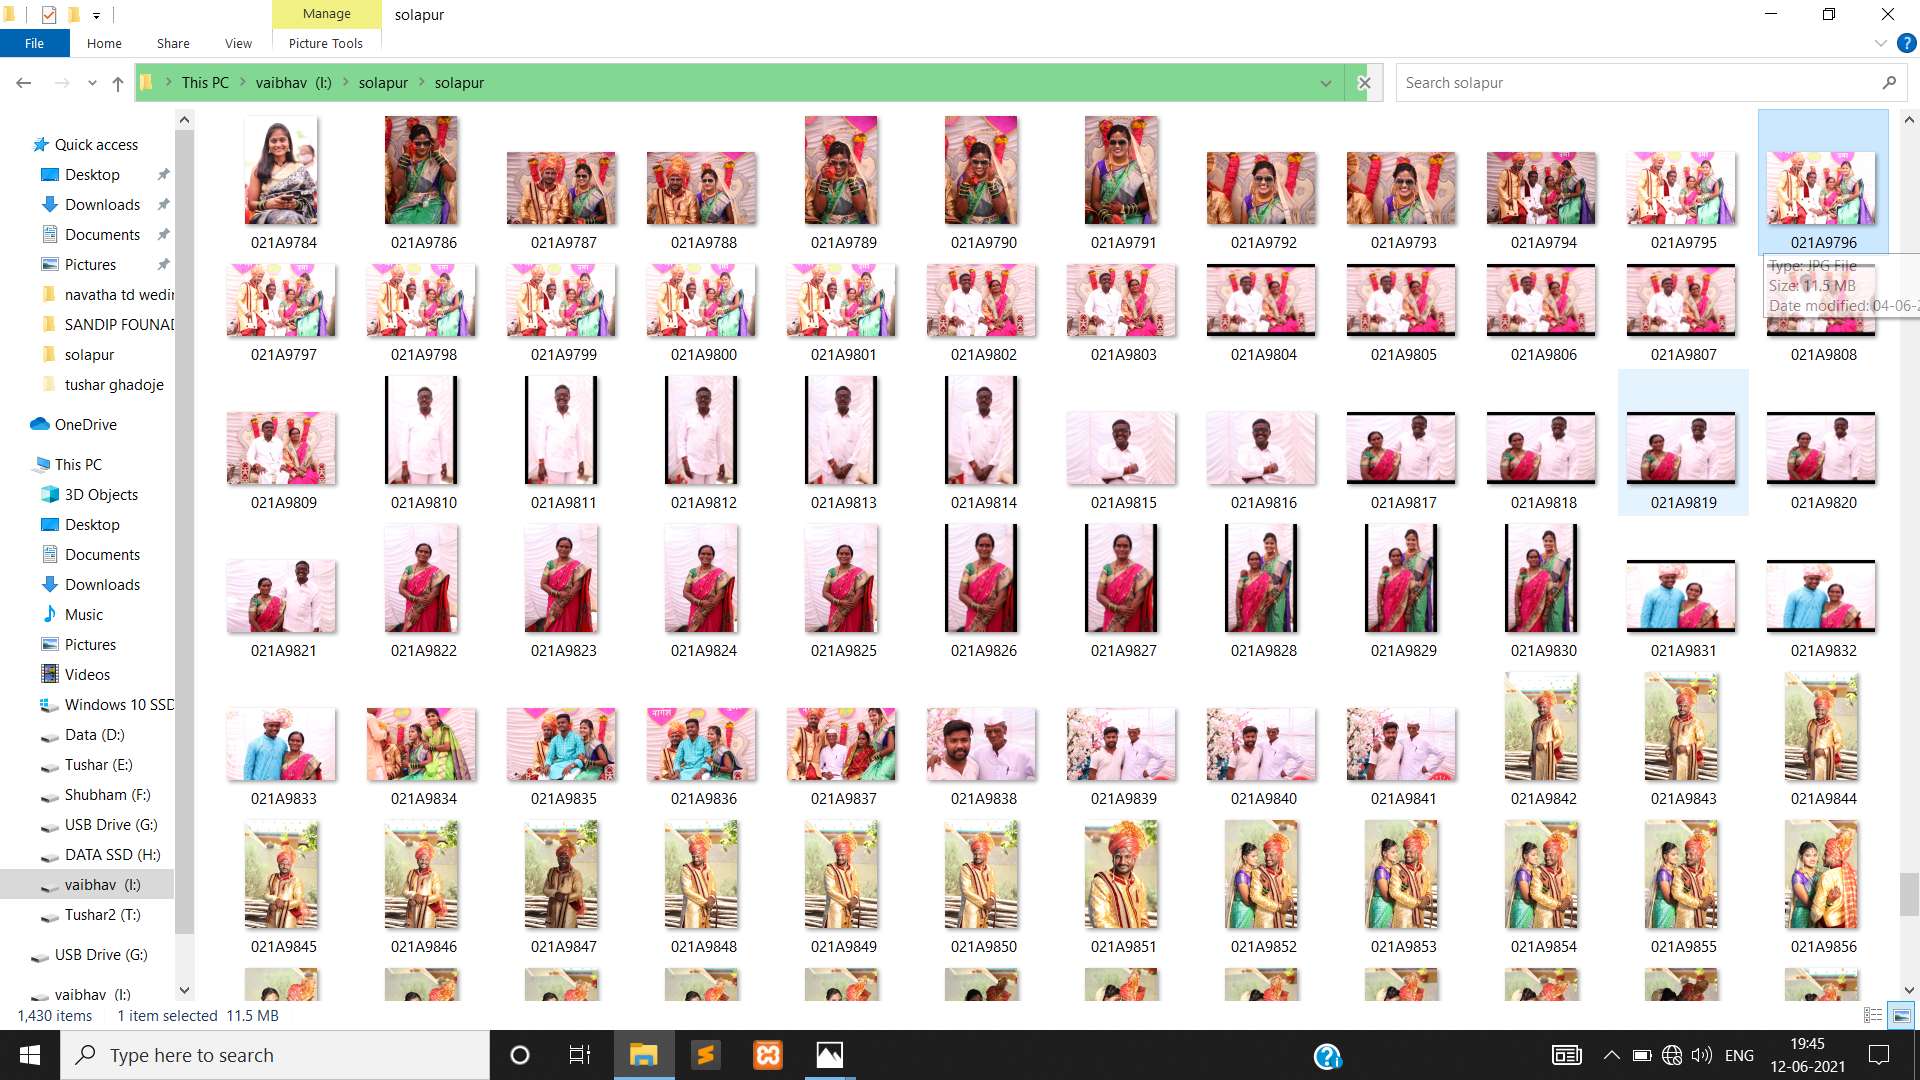 Manage
solapur
File
Home
Share
View
Picture Tools
This PC
vaibhav (I:)
solapur
solapur
Search solapur
Quick access
Desktop
Downloads
Documents
Pictures
navatha td wedin
SANDIP FOUNAD
solapur
tushar ghadoje
OneDrive
This PC
3D Objects
Desktop
Documents
Downloads
Music
Pictures
Videos
Windows 10 SSD
Data (D:)
Tushar (E:)
Shubham (F:)
USB Drive (G:)
DATA SSD (H:)
vaibhav (I:)
Tushar2 (T:)
USB Drive (G:)
vaibhav (I:)
021A9784 021A9786 021A9787 021A9788 021A9789 021A9790 021A9791 021A9792 021A9793 021A9794 021A9795 021A9796
Type: JPG File
Size: 11.5 MB
Date modified: 04-06-2
021A9797 021A9798 021A9799 021A9800 021A9801 021A9802 021A9803 021A9804 021A9805 021A9806 021A9807 021A9808
021A9809 021A9810 021A9811 021A9812 021A9813 021A9814 021A9815 021A9816 021A9817 021A9818 021A9819 021A9820
021A9821 021A9822 021A9823 021A9824 021A9825 021A9826 021A9827 021A9828 021A9829 021A9830 021A9831 021A9832
021A9833 021A9834 021A9835 021A9836 021A9837 021A9838 021A9839 021A9840 021A9841 021A9842 021A9843 021A9844
021A9845 021A9846 021A9847 021A9848 021A9849 021A9850 021A9851 021A9852 021A9853 021A9854 021A9855 021A9856
1,430 items
1 item selected 11.5 MB
Type here to search
ENG
19:45
12-06-2021